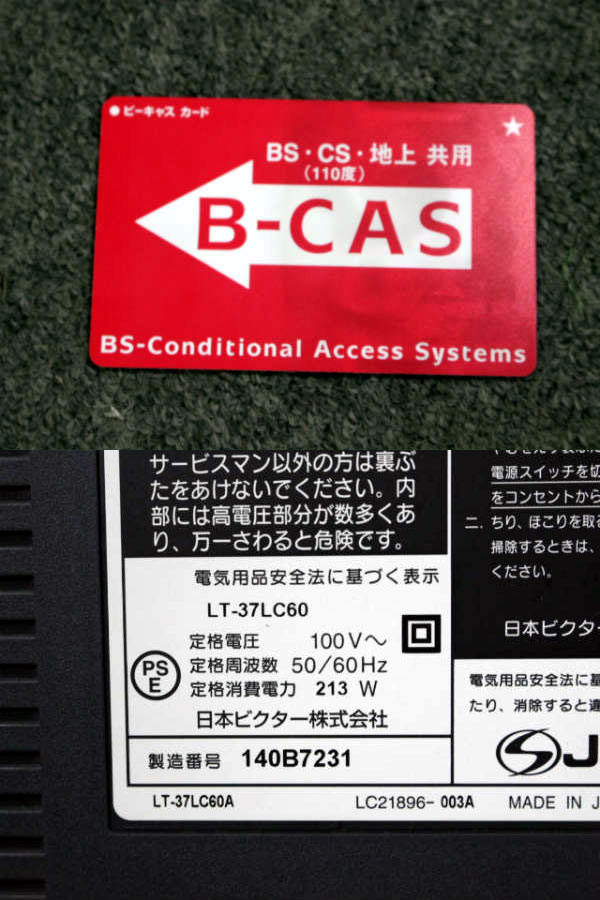 ● ビーキャス カード
★
BS・CS・地上 共用
(110度)
B-CAS
BS-Conditional Access Systems
サービスマン以外の方は裏ぶ
たをあけないでください。内
部には高電圧部分が数多くあ
り、万一さわると危険です。
電気用品安全法に基づく表示
LT-37LC60
定格電圧 100V～
定格周波数 50/60Hz
定格消費電力 213 W
PS
E
日本ビクター株式会社
製造番号 140B7231
LT-37LC60A
LC21896- 003A
MADE IN J
電源スイッチを切
をコンセントから
二. ちり、ほこりを取る
掃除するときは、
ください。
日本ビクタ
電気用品安全法に基
たり、消除すると違
SJ